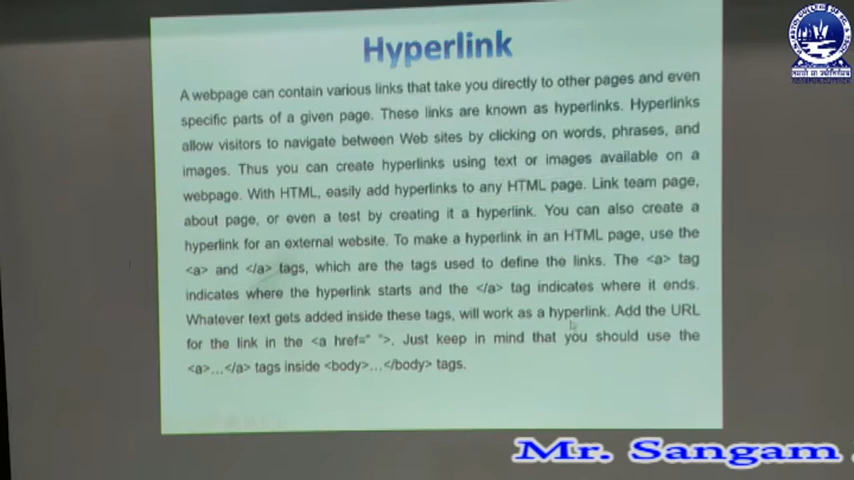 Hyperlink
A webpage can contain various links that take you directly to other pages and even
specific parts of a given page. These links are known as hyperlinks. Hyperlinks
allow visitors to navigate between Web sites by clicking on words, phrases, and
images. Thus you can create hyperlinks using text or images available on a
webpage. With HTML, easily add hyperlinks to any HTML page. Link team page,
about page, or even a test by creating it a hyperlink. You can also create a
hyperlink for an external website. To make a hyperlink in an HTML page, use the
<a> and </a> tags, which are the tags used to define the links. The <a> tag
indicates where the hyperlink starts and the </a> tag indicates where it ends.
Whatever text gets added inside these tags, will work as a hyperlink. Add the URL
for the link in the <a href=" ">. Just keep in mind that you should use the
<a>...</a> tags inside <body>...</body> tags.
Mr. Sangam